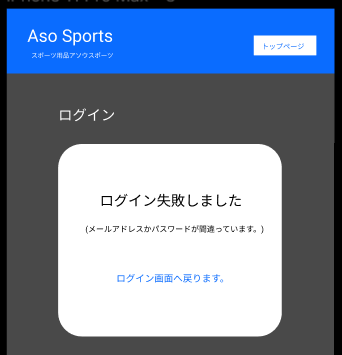 Aso Sports
スポーツ用品アソウスポーツ
トップページ
ログイン
ログイン失敗しました
(メールアドレスかパスワードが間違っています。)
ログイン画面へ戻ります。